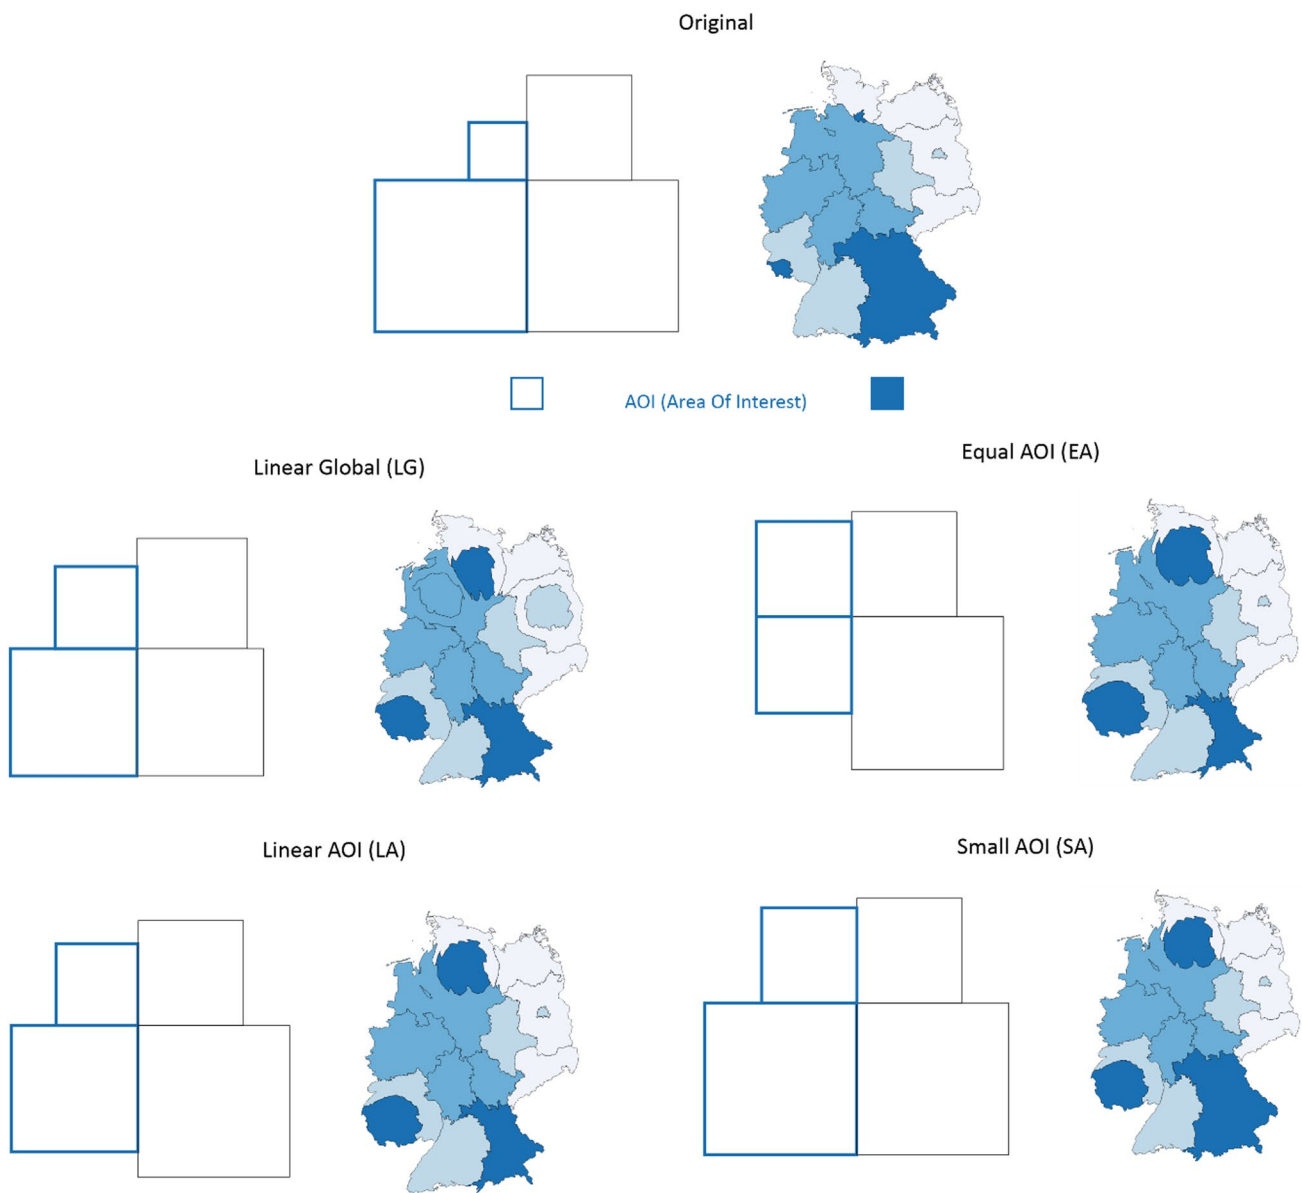 Original
AOI (Area Of Interest)
Linear Global (LG)
Equal AOI (EA)
Linear AOI (LA)
Small AOI (SA)